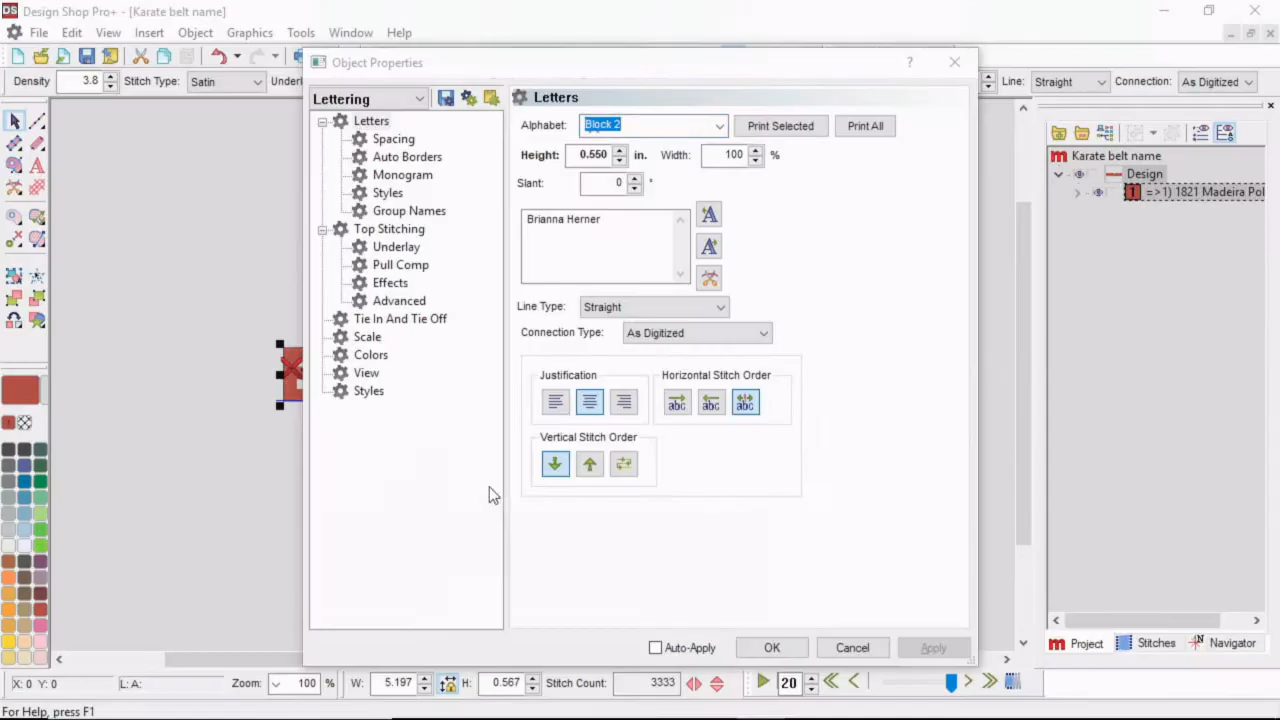 DS Design Shop Pro+ - [Karate belt name]
File Edit View Insert Object Graphics Tools Window Help
Density 3.8 Stitch Type: Satin Line: Straight Connection: As Digitized
Object Properties ?
Lettering
Letters
Spacing
Auto Borders
Monogram
Styles
Group Names
Top Stitching
Underlay
Pull Comp
Effects
Advanced
Tie In And Tie Off
Scale
Colors
View
Styles
Letters
Alphabet: Block 2 Print Selected Print All
Height: 0.550 in. Width: 100 %
Slant: 0 °
Brianna Herner
Line Type: Straight
Connection Type: As Digitized
Justification Horizontal Stitch Order
abc abc abc
Vertical Stitch Order
Auto-Apply OK Cancel Apply
Karate belt name
Design
1 =>1) 1821 Madeira Pol
Project Stitches Navigator
X: 0 Y: 0 L: A: Zoom: 100 % W: 5.197 H: 0.567 Stitch Count: 3333 20
For Help, press F1